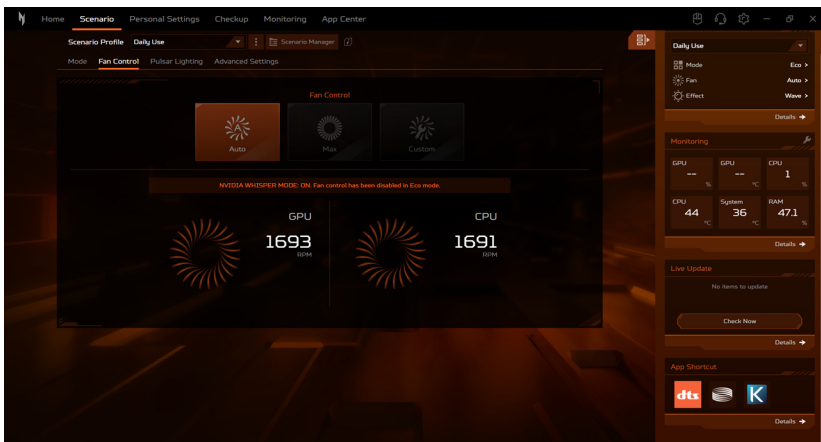 Home Scenario Personal Settings Checkup Monitoring App Center
Scenario Profile Daily Use Scenario Manager
Mode Fan Control Pulsar Lighting Advanced Settings
Fan Control
Auto Max Custom
NVIDIA WHISPER MODE: ON. Fan control has been disabled in Eco mode.
GPU
1693
RPM
CPU
1691
RPM
Daily Use
Mode Eco >
Fan Auto >
Effect Wave >
Details →
Monitoring
GPU GPU CPU
-- -- 1
% °C %
CPU System RAM
44 36 47.1
°C °C %
Details →
Live Update
No items to update
Check Now
Details →
App Shortcut
dts K
Details →